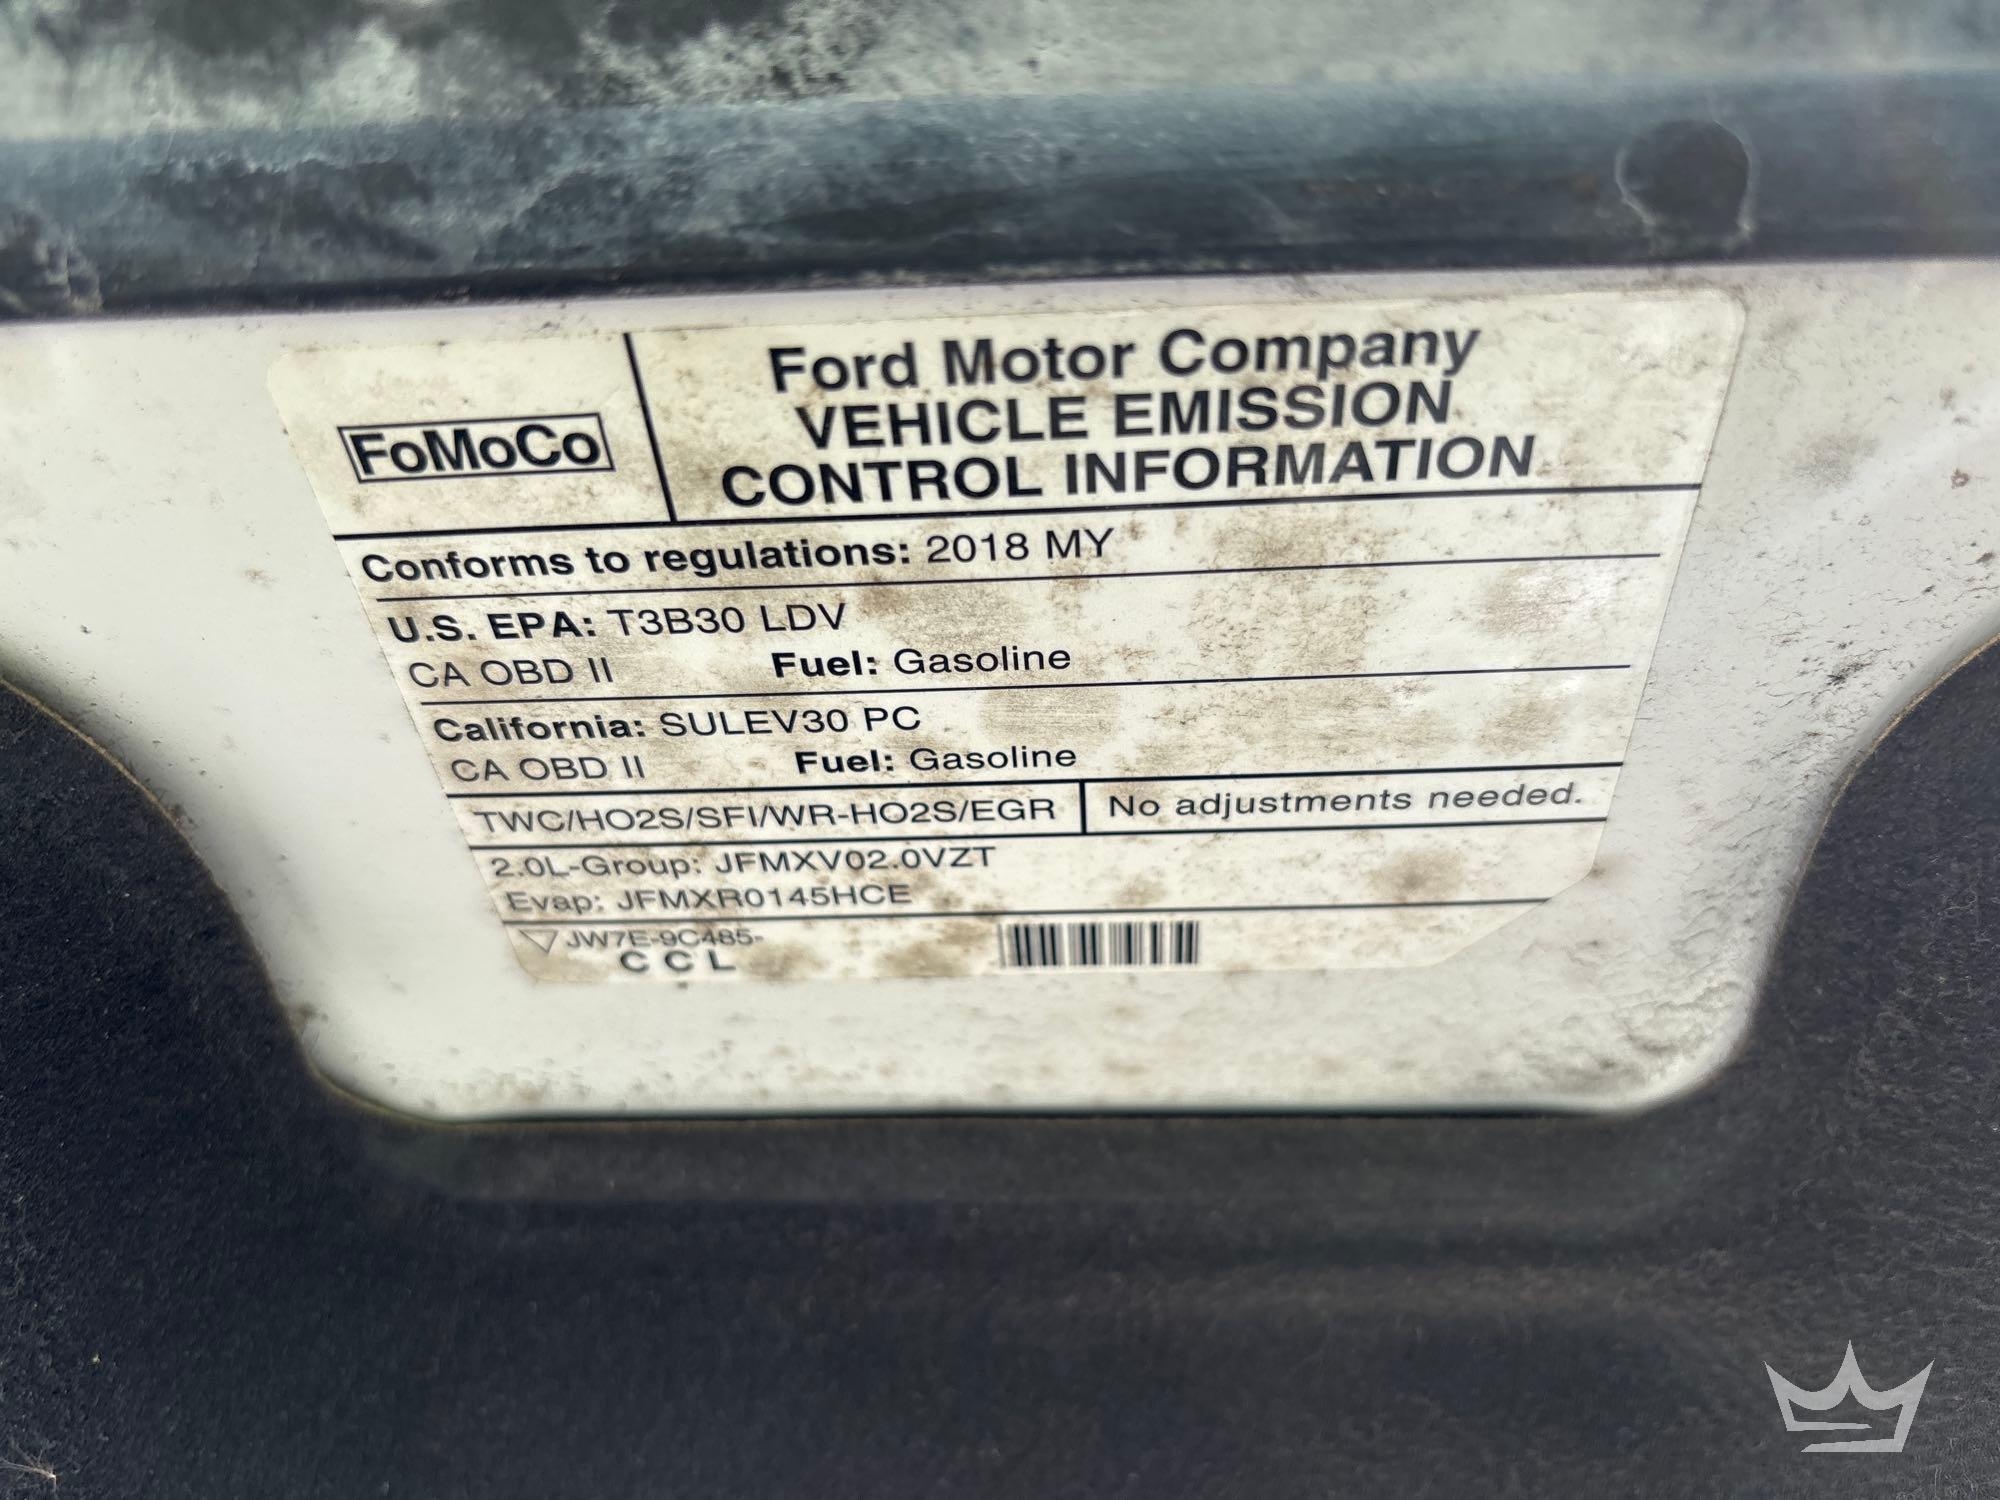 FoMoCo
Ford Motor Company
VEHICLE EMISSION
CONTROL INFORMATION
Conforms to regulations: 2018 MY
U.S. EPA: T3B30 LDV
CA OBD II Fuel: Gasoline
California: SULEV30 PC
CA OBD II Fuel: Gasoline
TWC/HO2S/SFI/WR-HO2S/EGR No adjustments needed.
2.0L-Group: JFMXV02.0VZT
Evap: JFMXR0145HCE
JW7E-9C485-
C C L